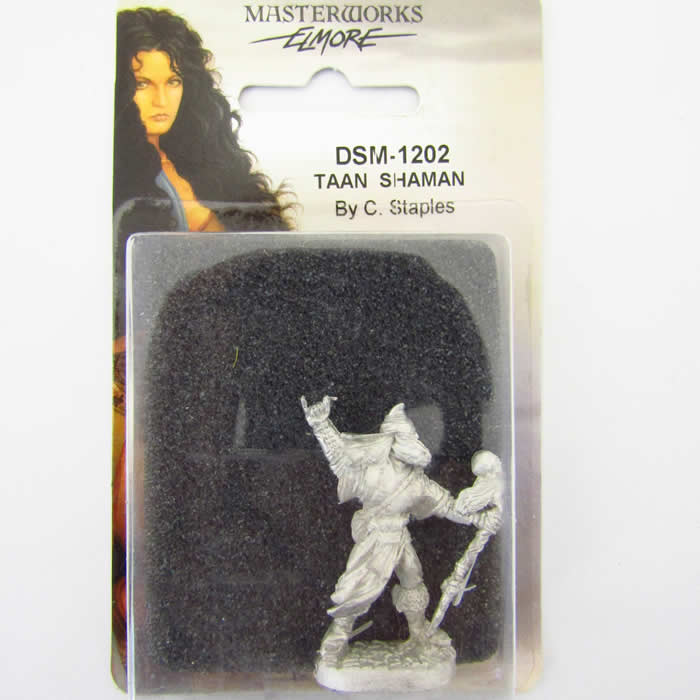 MASTERWORKS
ELMORE
DSM-1202
TAAN SHAMAN
By C. Staples